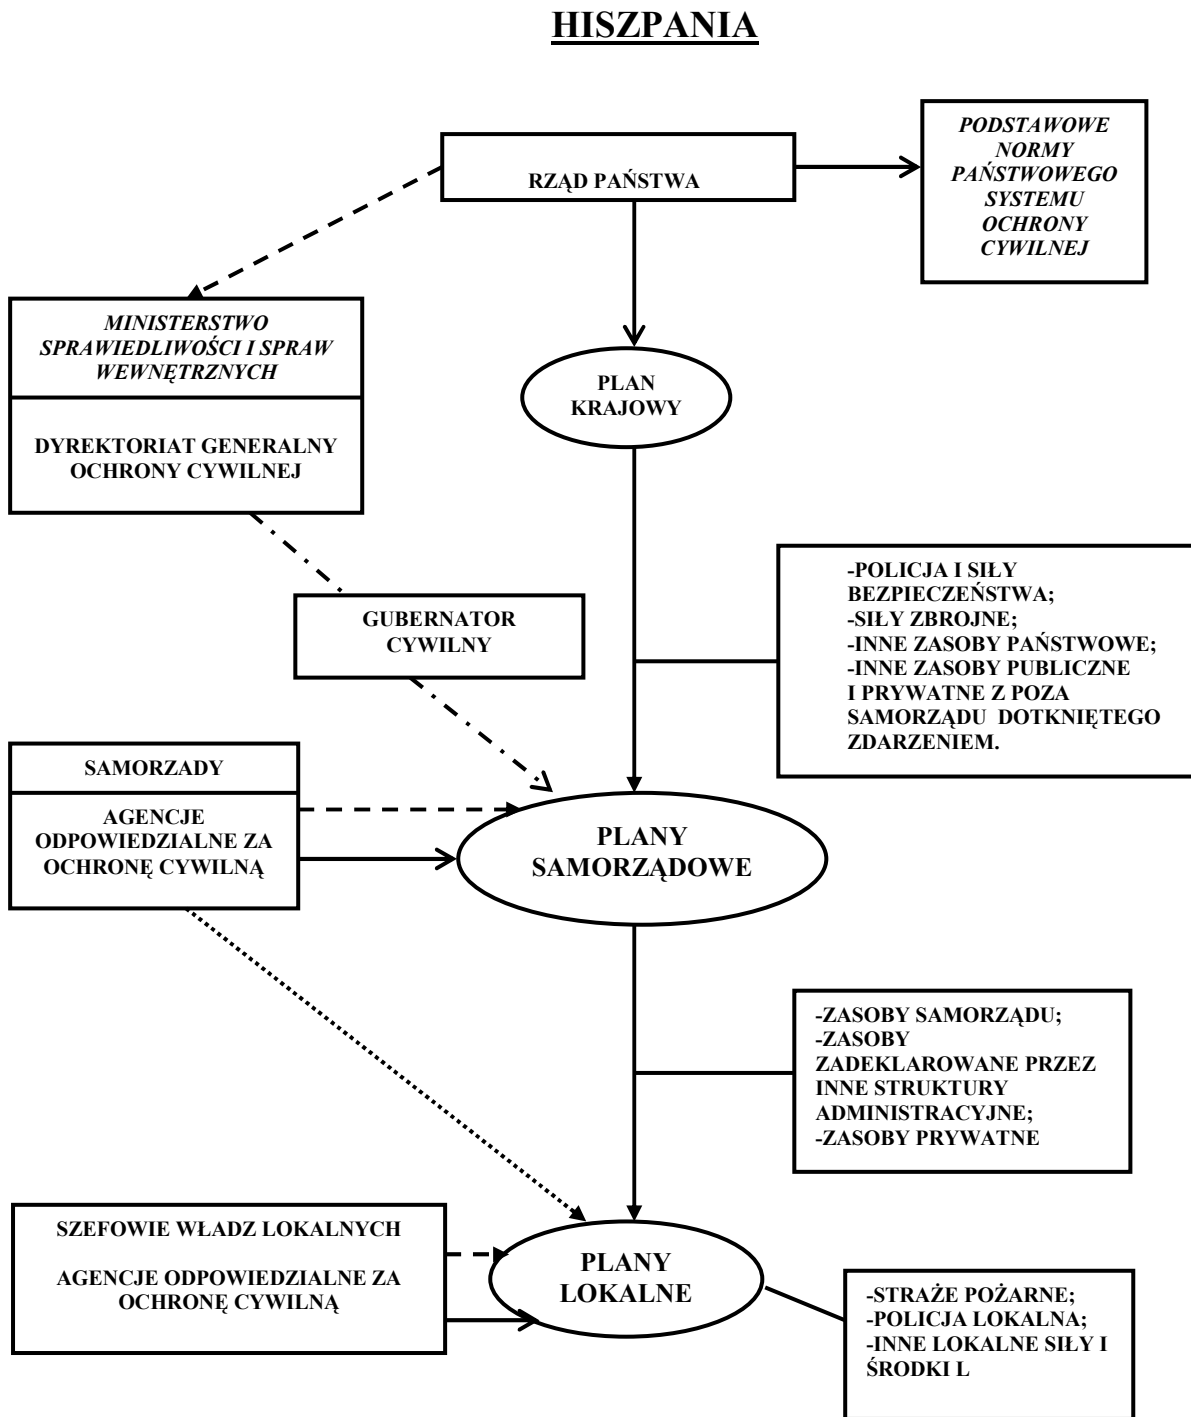 HISZPANIA
PODSTAWOWE
NORMY
PAŃSTWOWEGO
SYSTEMU
OCHRONY
CYWILNEJ
RZĄD PAŃSTWA
MINISTERSTWO
SPRAWIEDLIWOŚCI I SPRAW
WEWNĘTRZNYCH
DYREKTORIAT GENERALNY
OCHRONY CYWILNEJ
PLAN
KRAJOWY
GUBERNATOR
CYWILNY
-POLICJA I SIŁY
BEZPIECZEŃSTWA;
-SIŁY ZBROJNE;
-INNE ZASOBY PAŃSTWOWE;
-INNE ZASOBY PUBLICZNE
I PRYWATNE Z POZA
SAMORZĄDU DOTKNIĘTEGO
ZDARZENIEM.
SAMORZADY
AGENCJE
ODPOWIEDZIALNE ZA
OCHRONĘ CYWILNĄ
PLANY
SAMORZĄDOWE
-ZASOBY SAMORZĄDU;
-ZASOBY
ZADEKLAROWANE PRZEZ
INNE STRUKTURY
ADMINISTRACYJNE;
-ZASOBY PRYWATNE
SZEFOWIE WŁADZ LOKALNYCH
AGENCJE ODPOWIEDZIALNE ZA
OCHRONĘ CYWILNĄ
PLANY
LOKALNE
-STRAŻE POŻARNE;
-POLICJA LOKALNA;
-INNE LOKALNE SIŁY I
ŚRODKI L